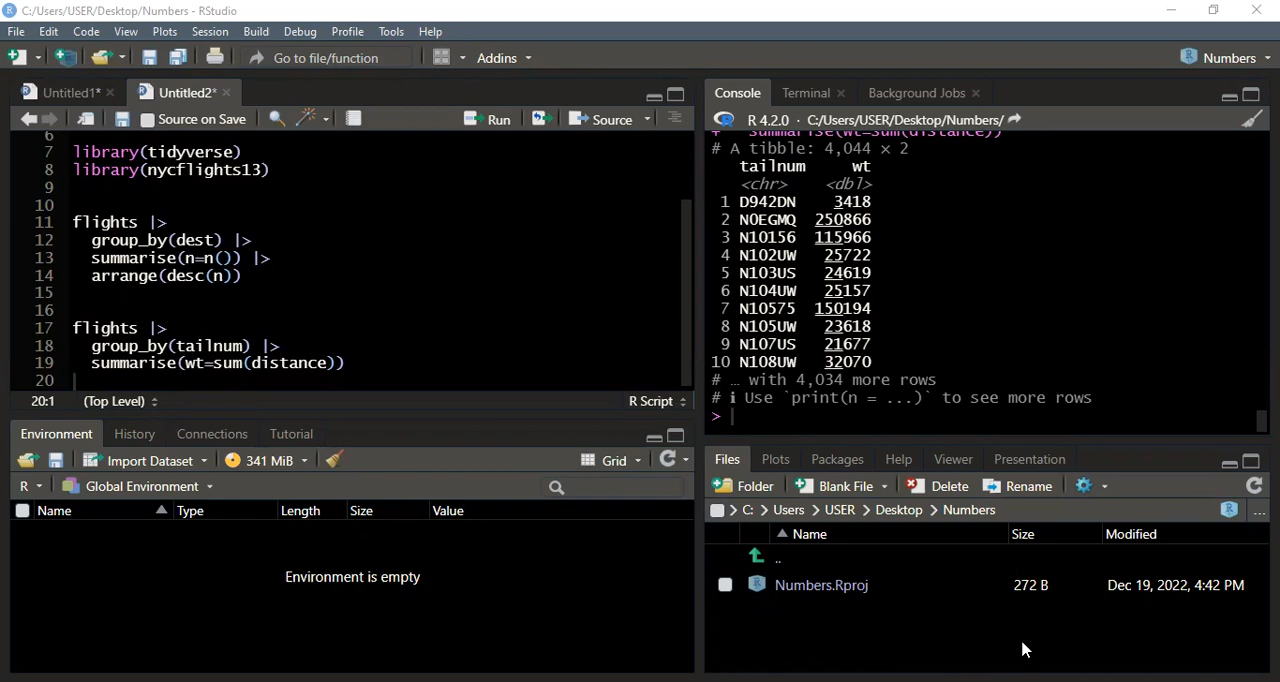 C:/Users/USER/Desktop/Numbers - RStudio
File Edit Code View Plots Session Build Debug Profile Tools Help
Go to file/function Addins Numbers
Untitled1* Untitled2*
Source on Save Run Source
6
7 library(tidyverse)
8 library(nycflights13)
9
10
11 flights |>
12 group_by(dest) |>
13 summarise(n=n()) |>
14 arrange(desc(n))
15
16
17 flights |>
18 group_by(tailnum) |>
19 summarise(wt=sum(distance))
20
20:1 (Top Level) R Script
Console Terminal Background Jobs
R 4.2.0 · C:/Users/USER/Desktop/Numbers/
+ summarise(wt=sum(distance))
# A tibble: 4,044 × 2
tailnum wt
<chr> <dbl>
1 D942DN 3418
2 N0EGMQ 250866
3 N10156 115966
4 N102UW 25722
5 N103US 24619
6 N104UW 25157
7 N10575 150194
8 N105UW 23618
9 N107US 21677
10 N108UW 32070
# … with 4,034 more rows
# ℹ Use `print(n = ...)` to see more rows
>
Environment History Connections Tutorial
Import Dataset 341 MiB Grid
R Global Environment
Name Type Length Size Value
Environment is empty
Files Plots Packages Help Viewer Presentation
Folder Blank File Delete Rename
C: > Users > USER > Desktop > Numbers ...
Name Size Modified
..
Numbers.Rproj 272 B Dec 19, 2022, 4:42 PM